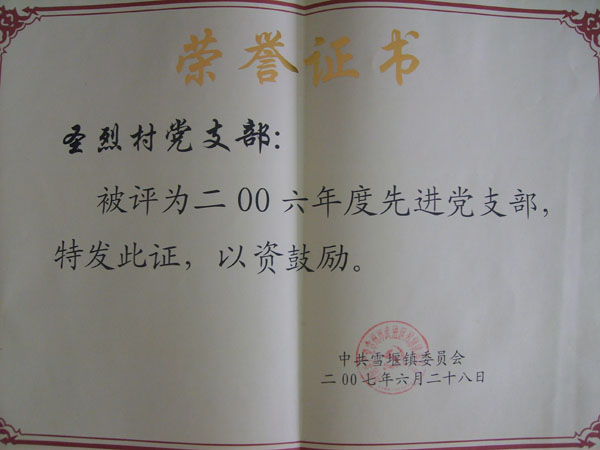 荣誉证书
圣烈村党支部：
被评为二00六年度先进党支部，
特发此证，以资鼓励。
中共雪堰镇委员会
二00七年六月二十八日